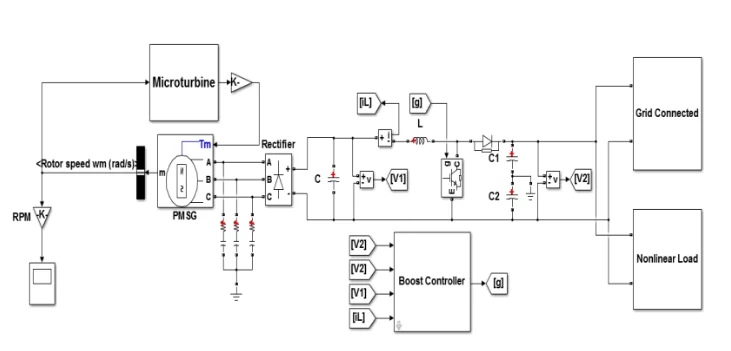 Microturbine
K-
Grid Connected
[iL]
[g]
L
<Rotor speed wm (rad/s)>
Tm
Rectifier
m
A
B
C
PMSG
A
B
C
+
-
C
+
-
i
+
v
[V1]
g
C
E
C1
C2
+
v
[V2]
RPM
-K-
Nonlinear Load
[V2]
[V2]
[V1]
[iL]
Boost Controller
[g]